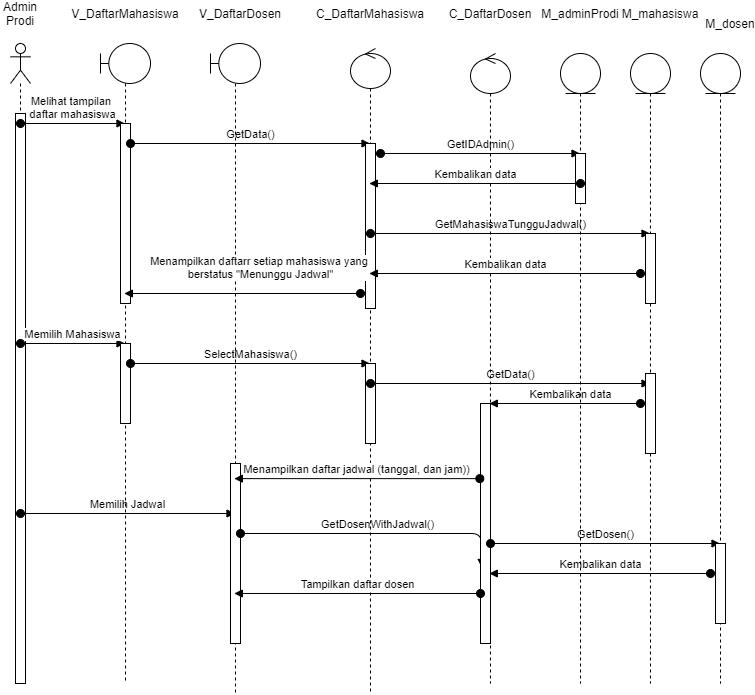 Admin
Prodi
V_DaftarMahasiswa
V_DaftarDosen
C_DaftarMahasiswa
C_DaftarDosen
M_adminProdi
M_mahasiswa
M_dosen
Melihat tampilan
daftar mahasiswa
GetData()
GetIDAdmin()
Kembalikan data
GetMahasiswaTungguJadwal()
Menampilkan daftarr setiap mahasiswa yang
berstatus "Menunggu Jadwal"
Kembalikan data
Memilih Mahasiswa
SelectMahasiswa()
GetData()
Kembalikan data
Menampilkan daftar jadwal (tanggal, dan jam))
Memilih Jadwal
GetDosenWithJadwal()
GetDosen()
Kembalikan data
Tampilkan daftar dosen